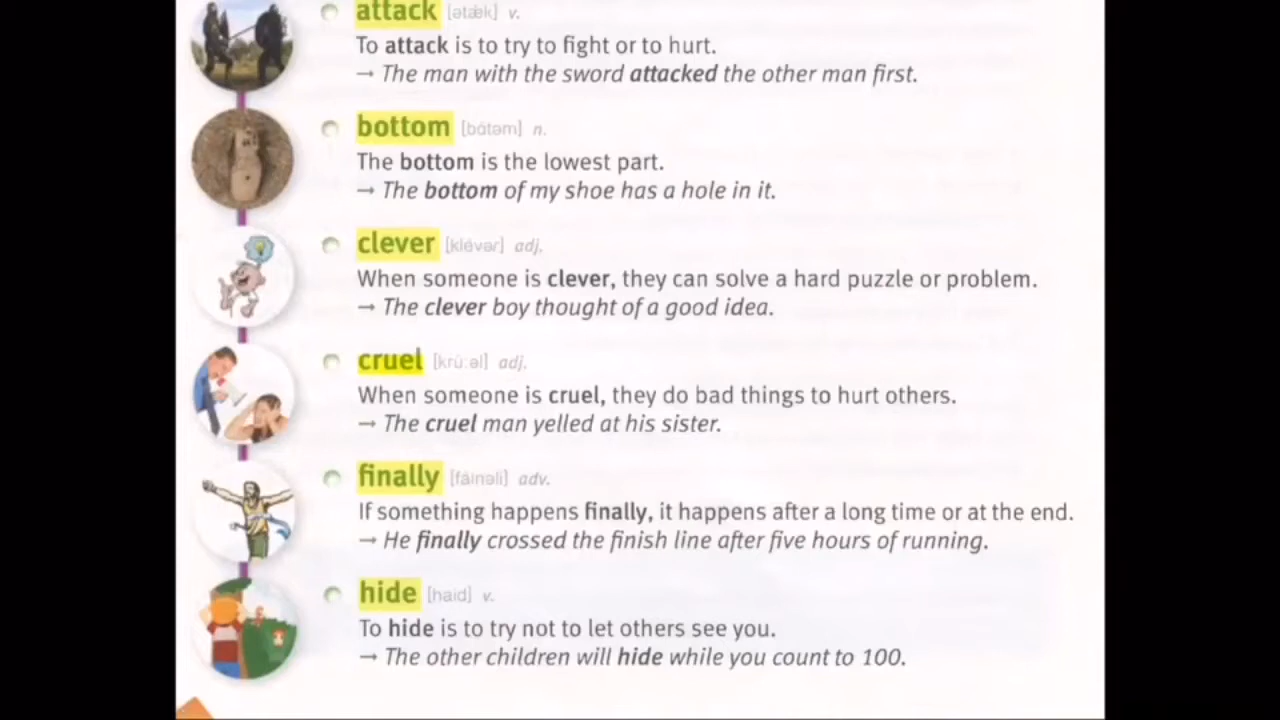 attack [ətǽk] v.
To attack is to try to fight or to hurt.
→ The man with the sword attacked the other man first.
bottom [bátəm] n.
The bottom is the lowest part.
→ The bottom of my shoe has a hole in it.
clever [klévər] adj.
When someone is clever, they can solve a hard puzzle or problem.
→ The clever boy thought of a good idea.
cruel [krúːəl] adj.
When someone is cruel, they do bad things to hurt others.
→ The cruel man yelled at his sister.
finally [fáinəli] adv.
If something happens finally, it happens after a long time or at the end.
→ He finally crossed the finish line after five hours of running.
hide [haid] v.
To hide is to try not to let others see you.
→ The other children will hide while you count to 100.